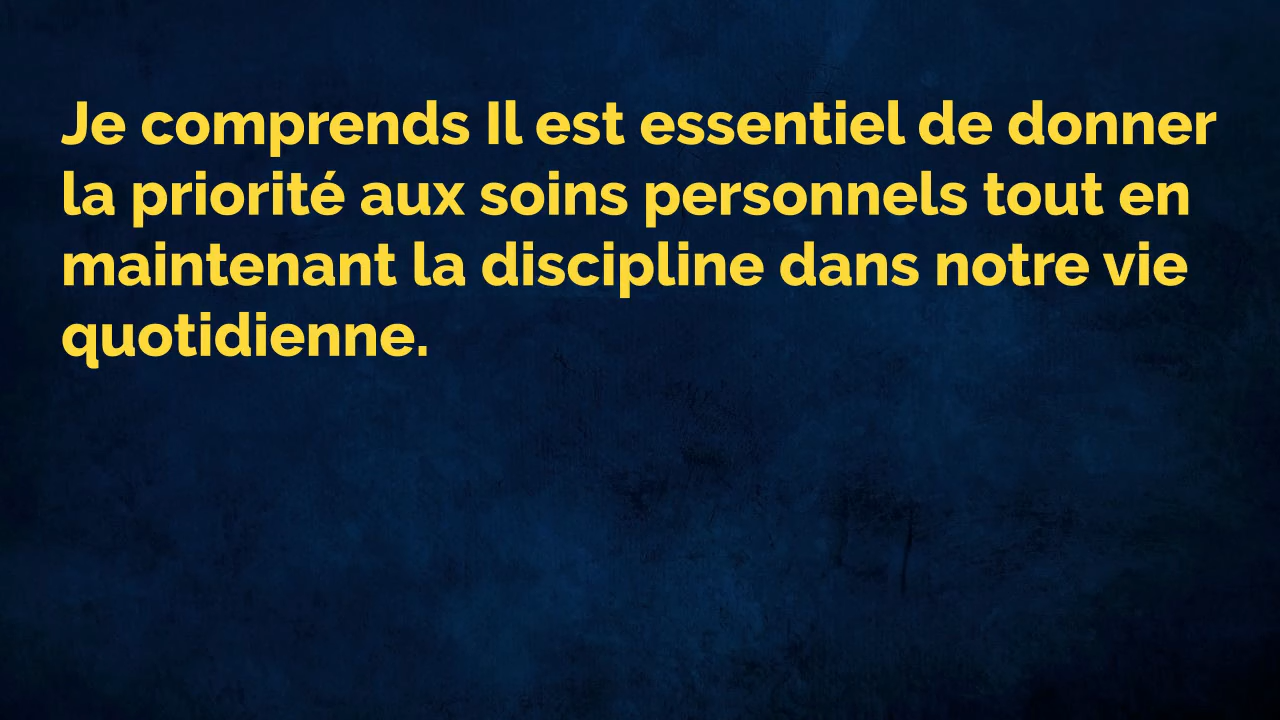 Je comprends Il est essentiel de donner
la priorité aux soins personnels tout en
maintenant la discipline dans notre vie
quotidienne.